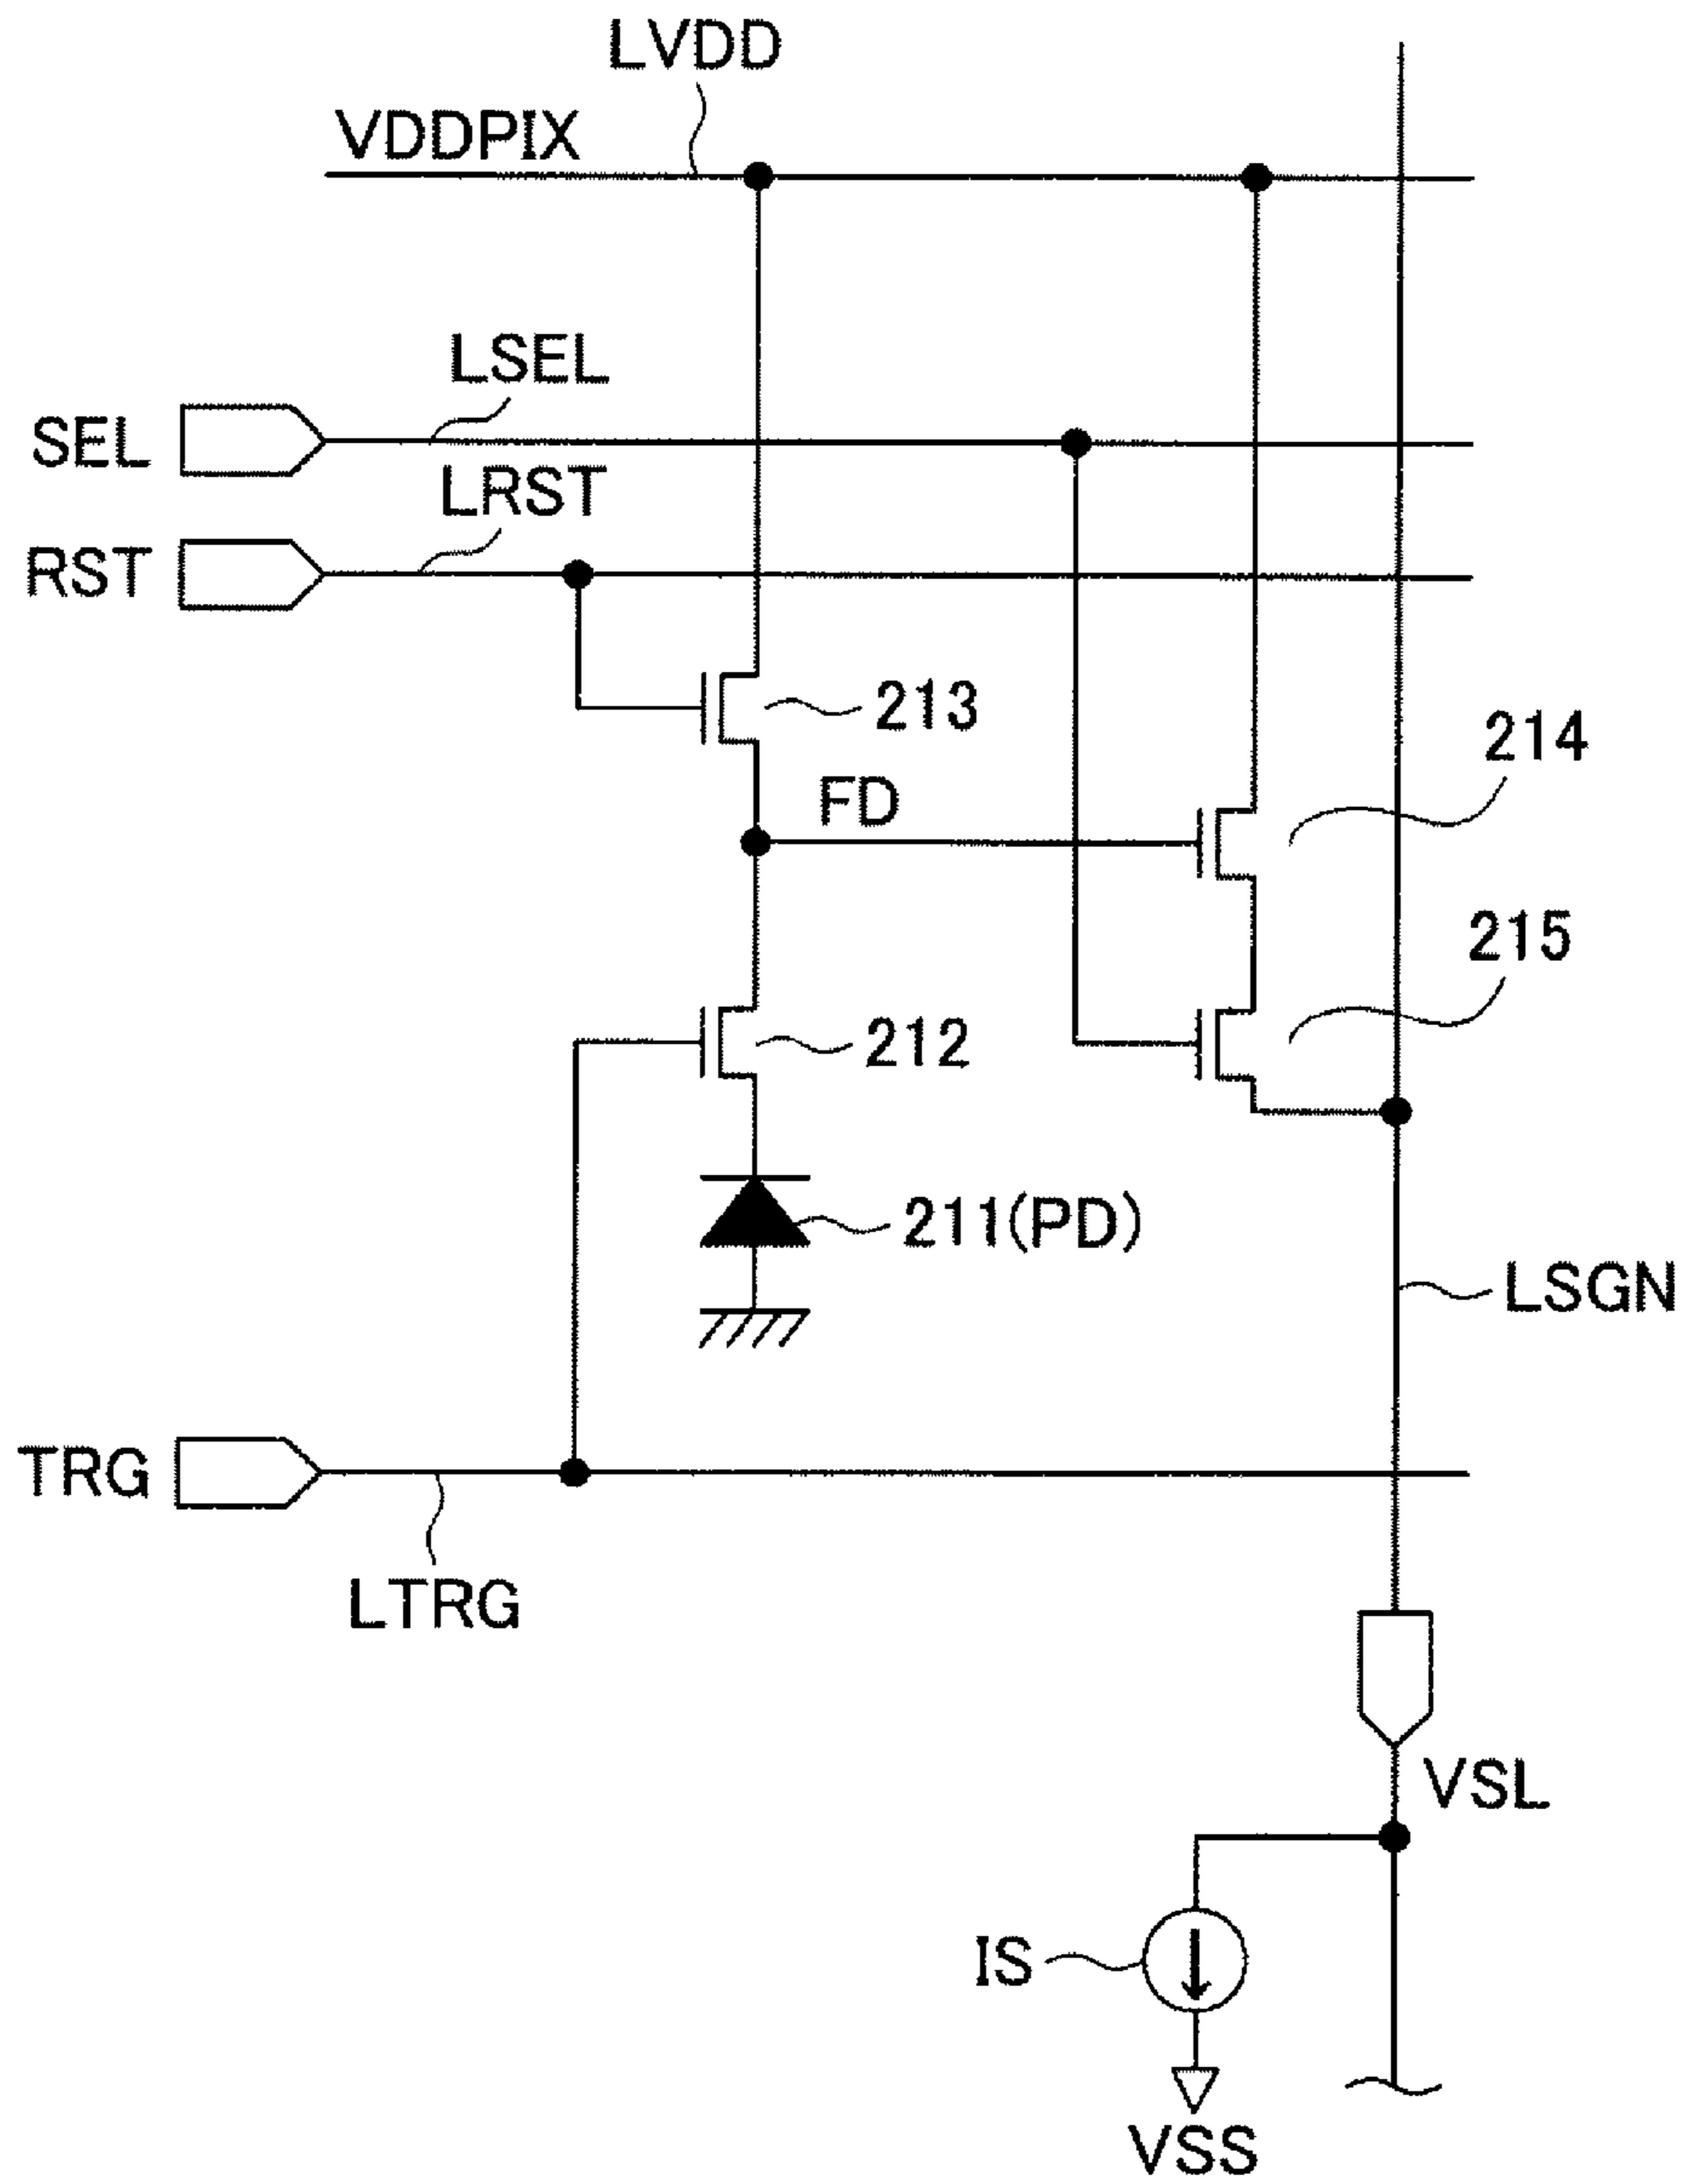 LVDD
VDDPIX
LSEL
SEL
LRST
RST
213
214
FD
215
212
211(PD)
LSGN
TRG
LTRG
VSL
IS
VSS